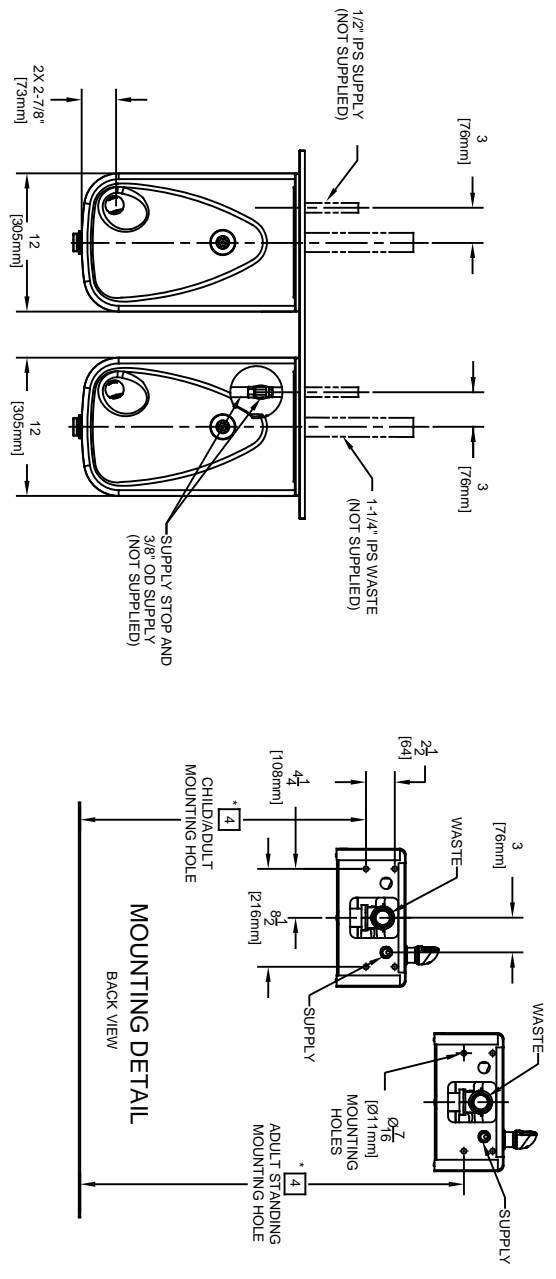 1/2" IPS SUPPLY
(NOT SUPPLIED)
3
[76mm]
2X 2-7/8"
[73mm]
12
[305mm]
3
[76mm]
1-1/4" IPS WASTE
(NOT SUPPLIED)
12
[305mm]
SUPPLY STOP AND
3/8" OD SUPPLY
(NOT SUPPLIED)
3
[76mm]
WASTE
2 1/2
[64]
4 1/4
[108mm]
8 1/2
[216mm]
* 4
CHILD/ADULT
MOUNTING HOLE
SUPPLY
WASTE
SUPPLY
Ø 7/16
[Ø11mm]
MOUNTING
HOLES
* 4
ADULT STANDING
MOUNTING HOLE
MOUNTING DETAIL
BACK VIEW